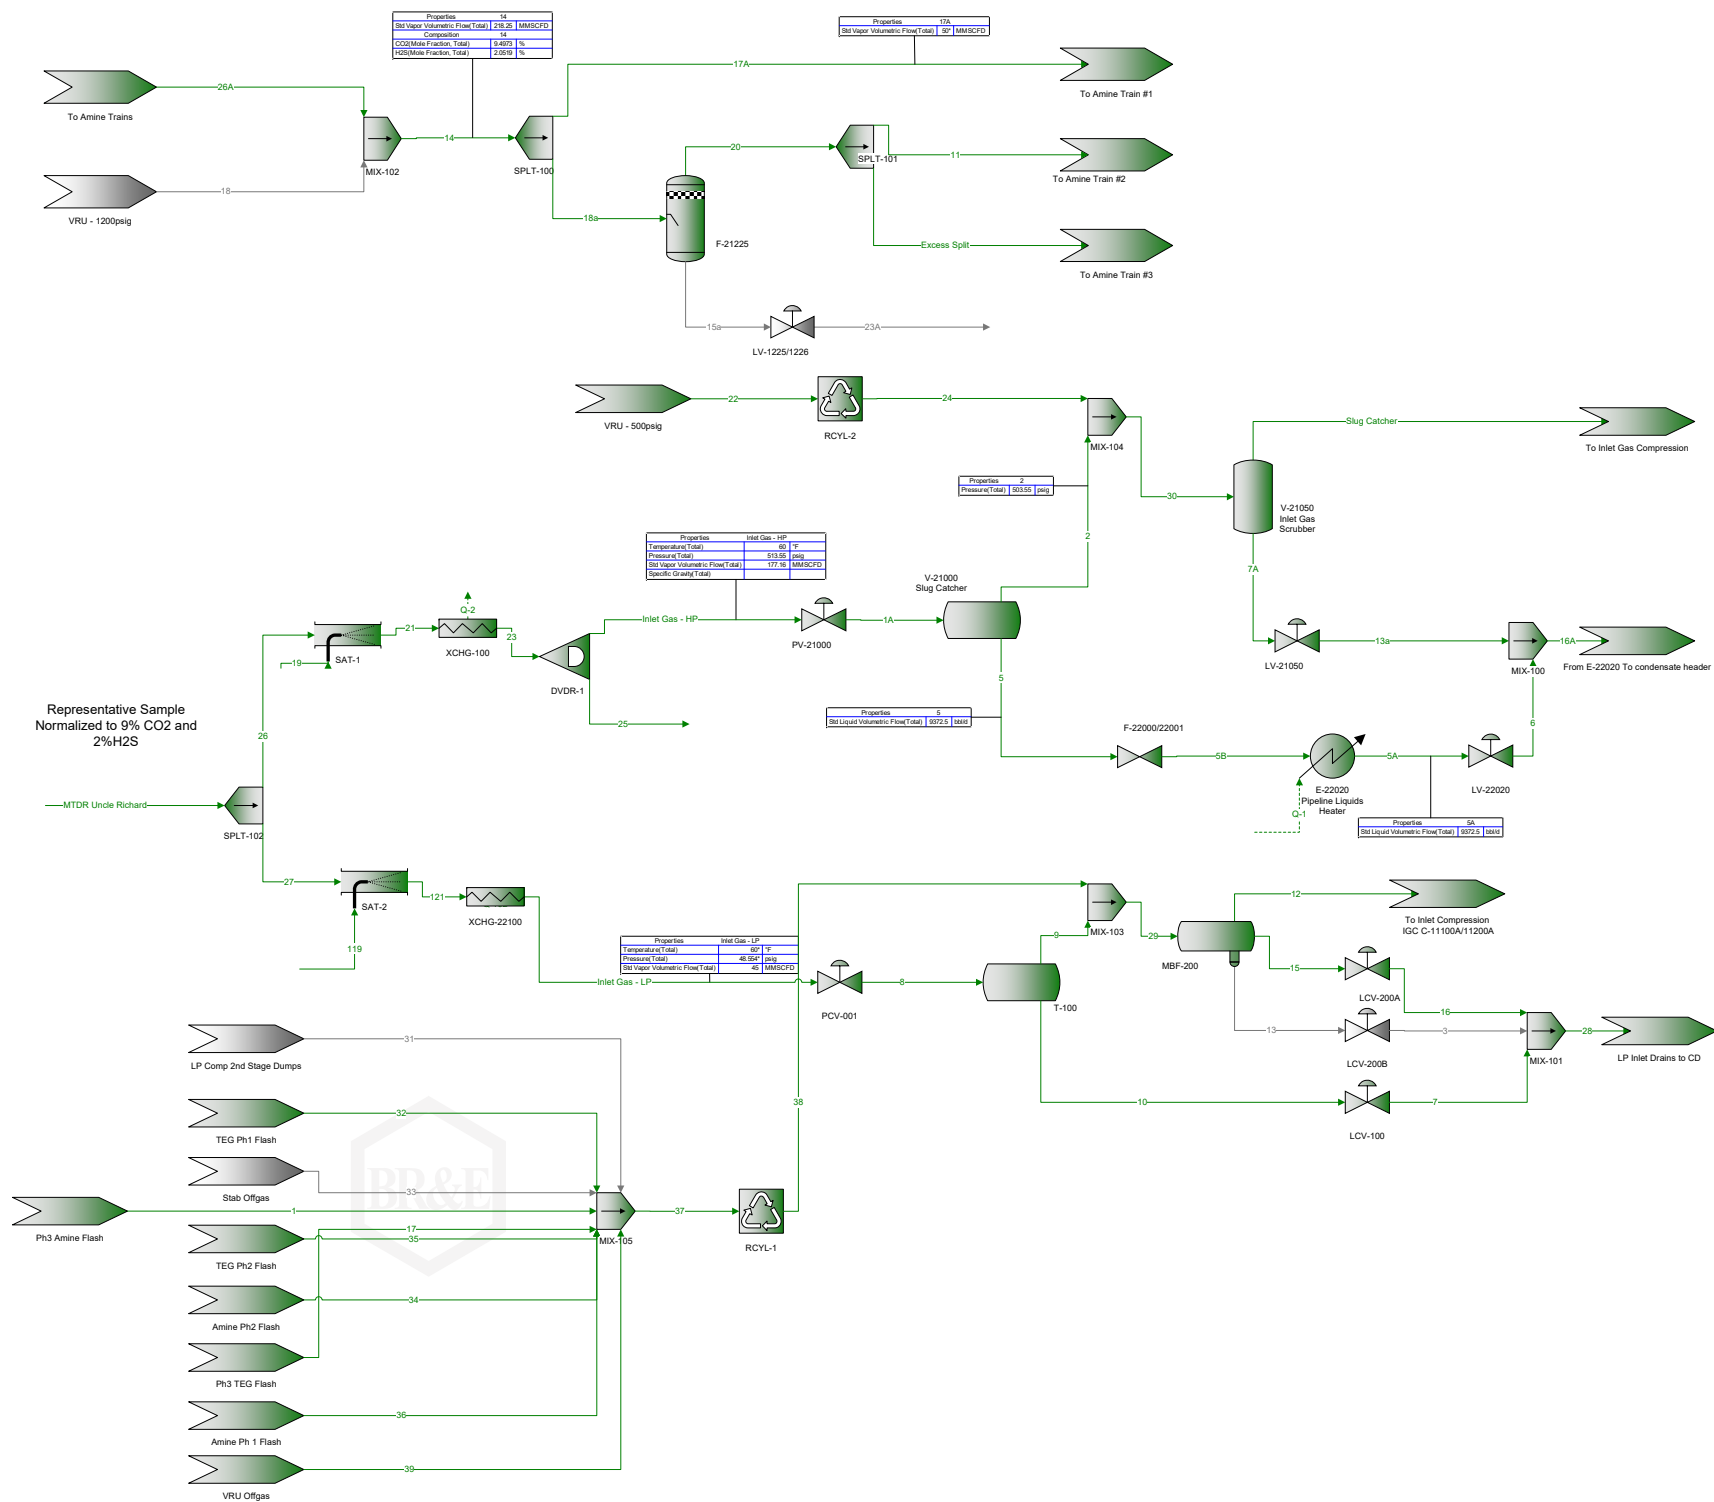 Properties 14
Std Vapor Volumetric Flow(Total) 218.25 MMSCFD
Composition 14
CO2(Mole Fraction, Total) 9.4973 %
H2S(Mole Fraction, Total) 2.0519 %
Properties 17A
Std Vapor Volumetric Flow(Total) 50* MMSCFD
26A
To Amine Trains
17A
To Amine Train #1
14
MIX-102
SPLT-100
18
VRU - 1200psig
20
SPLT-101
11
To Amine Train #2
18a
F-21225
Excess Split
To Amine Train #3
15a
23A
LV-1225/1226
22
VRU - 500psig
RCYL-2
24
MIX-104
Slug Catcher
To Inlet Gas Compression
Properties 2
Pressure(Total) 503.55 psig
30
V-21050
Inlet Gas
Scrubber
2
7A
Properties Inlet Gas - HP
Temperature(Total) 60 °F
Pressure(Total) 513.55 psig
Std Vapor Volumetric Flow(Total) 177.16 MMSCFD
Specific Gravity(Total)
V-21000
Slug Catcher
Q-2
21
XCHG-100
23
19
SAT-1
DVDR-1
Inlet Gas - HP
PV-21000
1A
25
5
LV-21050
13a
MIX-100
16A
From E-22020 To condensate header
Representative Sample
Normalized to 9% CO2 and
2%H2S
26
Properties 5
Std Liquid Volumetric Flow(Total) 9372.5 bbl/d
F-22000/22001
5B
E-22020
Pipeline Liquids
Heater
5A
LV-22020
6
Q-1
Properties 5A
Std Liquid Volumetric Flow(Total) 9372.5 bbl/d
MTDR Uncle Richard
SPLT-102
27
SAT-2
121
XCHG-22100
119
Properties Inlet Gas - LP
Temperature(Total) 60* °F
Pressure(Total) 48.554* psig
Std Vapor Volumetric Flow(Total) 45 MMSCFD
Inlet Gas - LP
PCV-001
8
T-100
9
MIX-103
29
MBF-200
12
To Inlet Compression
IGC C-11100A/11200A
15
LCV-200A
16
13
LCV-200B
3
MIX-101
28
LP Inlet Drains to CD
10
LCV-100
7
38
31
LP Comp 2nd Stage Dumps
32
TEG Ph1 Flash
33
Stab Offgas
BR&E
1
Ph3 Amine Flash
17
35
TEG Ph2 Flash
MIX-105
37
RCYL-1
34
Amine Ph2 Flash
Ph3 TEG Flash
36
Amine Ph 1 Flash
39
VRU Offgas